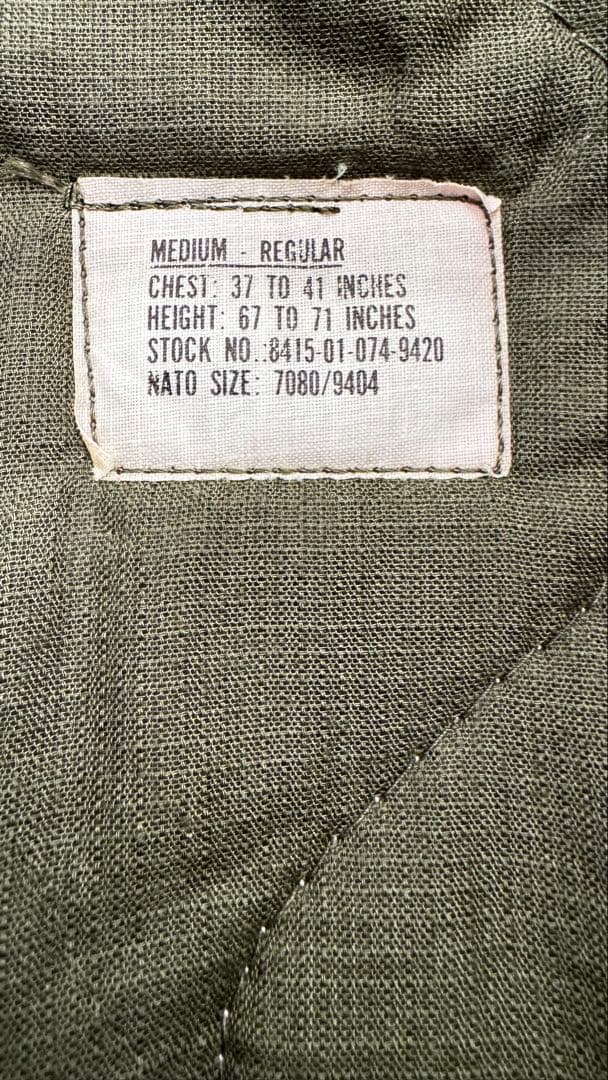 MEDIUM - REGULAR
CHEST: 37 TO 41 INCHES
HEIGHT: 67 TO 71 INCHES
STOCK NO.:8415-01-074-9420
NATO SIZE: 7080/9404